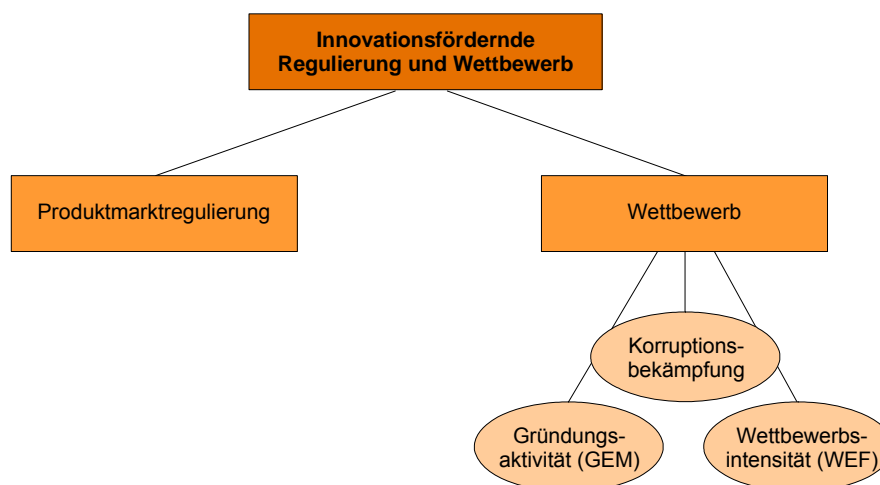 Innovationsfördernde
Regulierung und Wettbewerb
Produktmarktregulierung
Wettbewerb
Korruptions-
bekämpfung
Gründungs-
aktivität (GEM)
Wettbewerbs-
intensität (WEF)